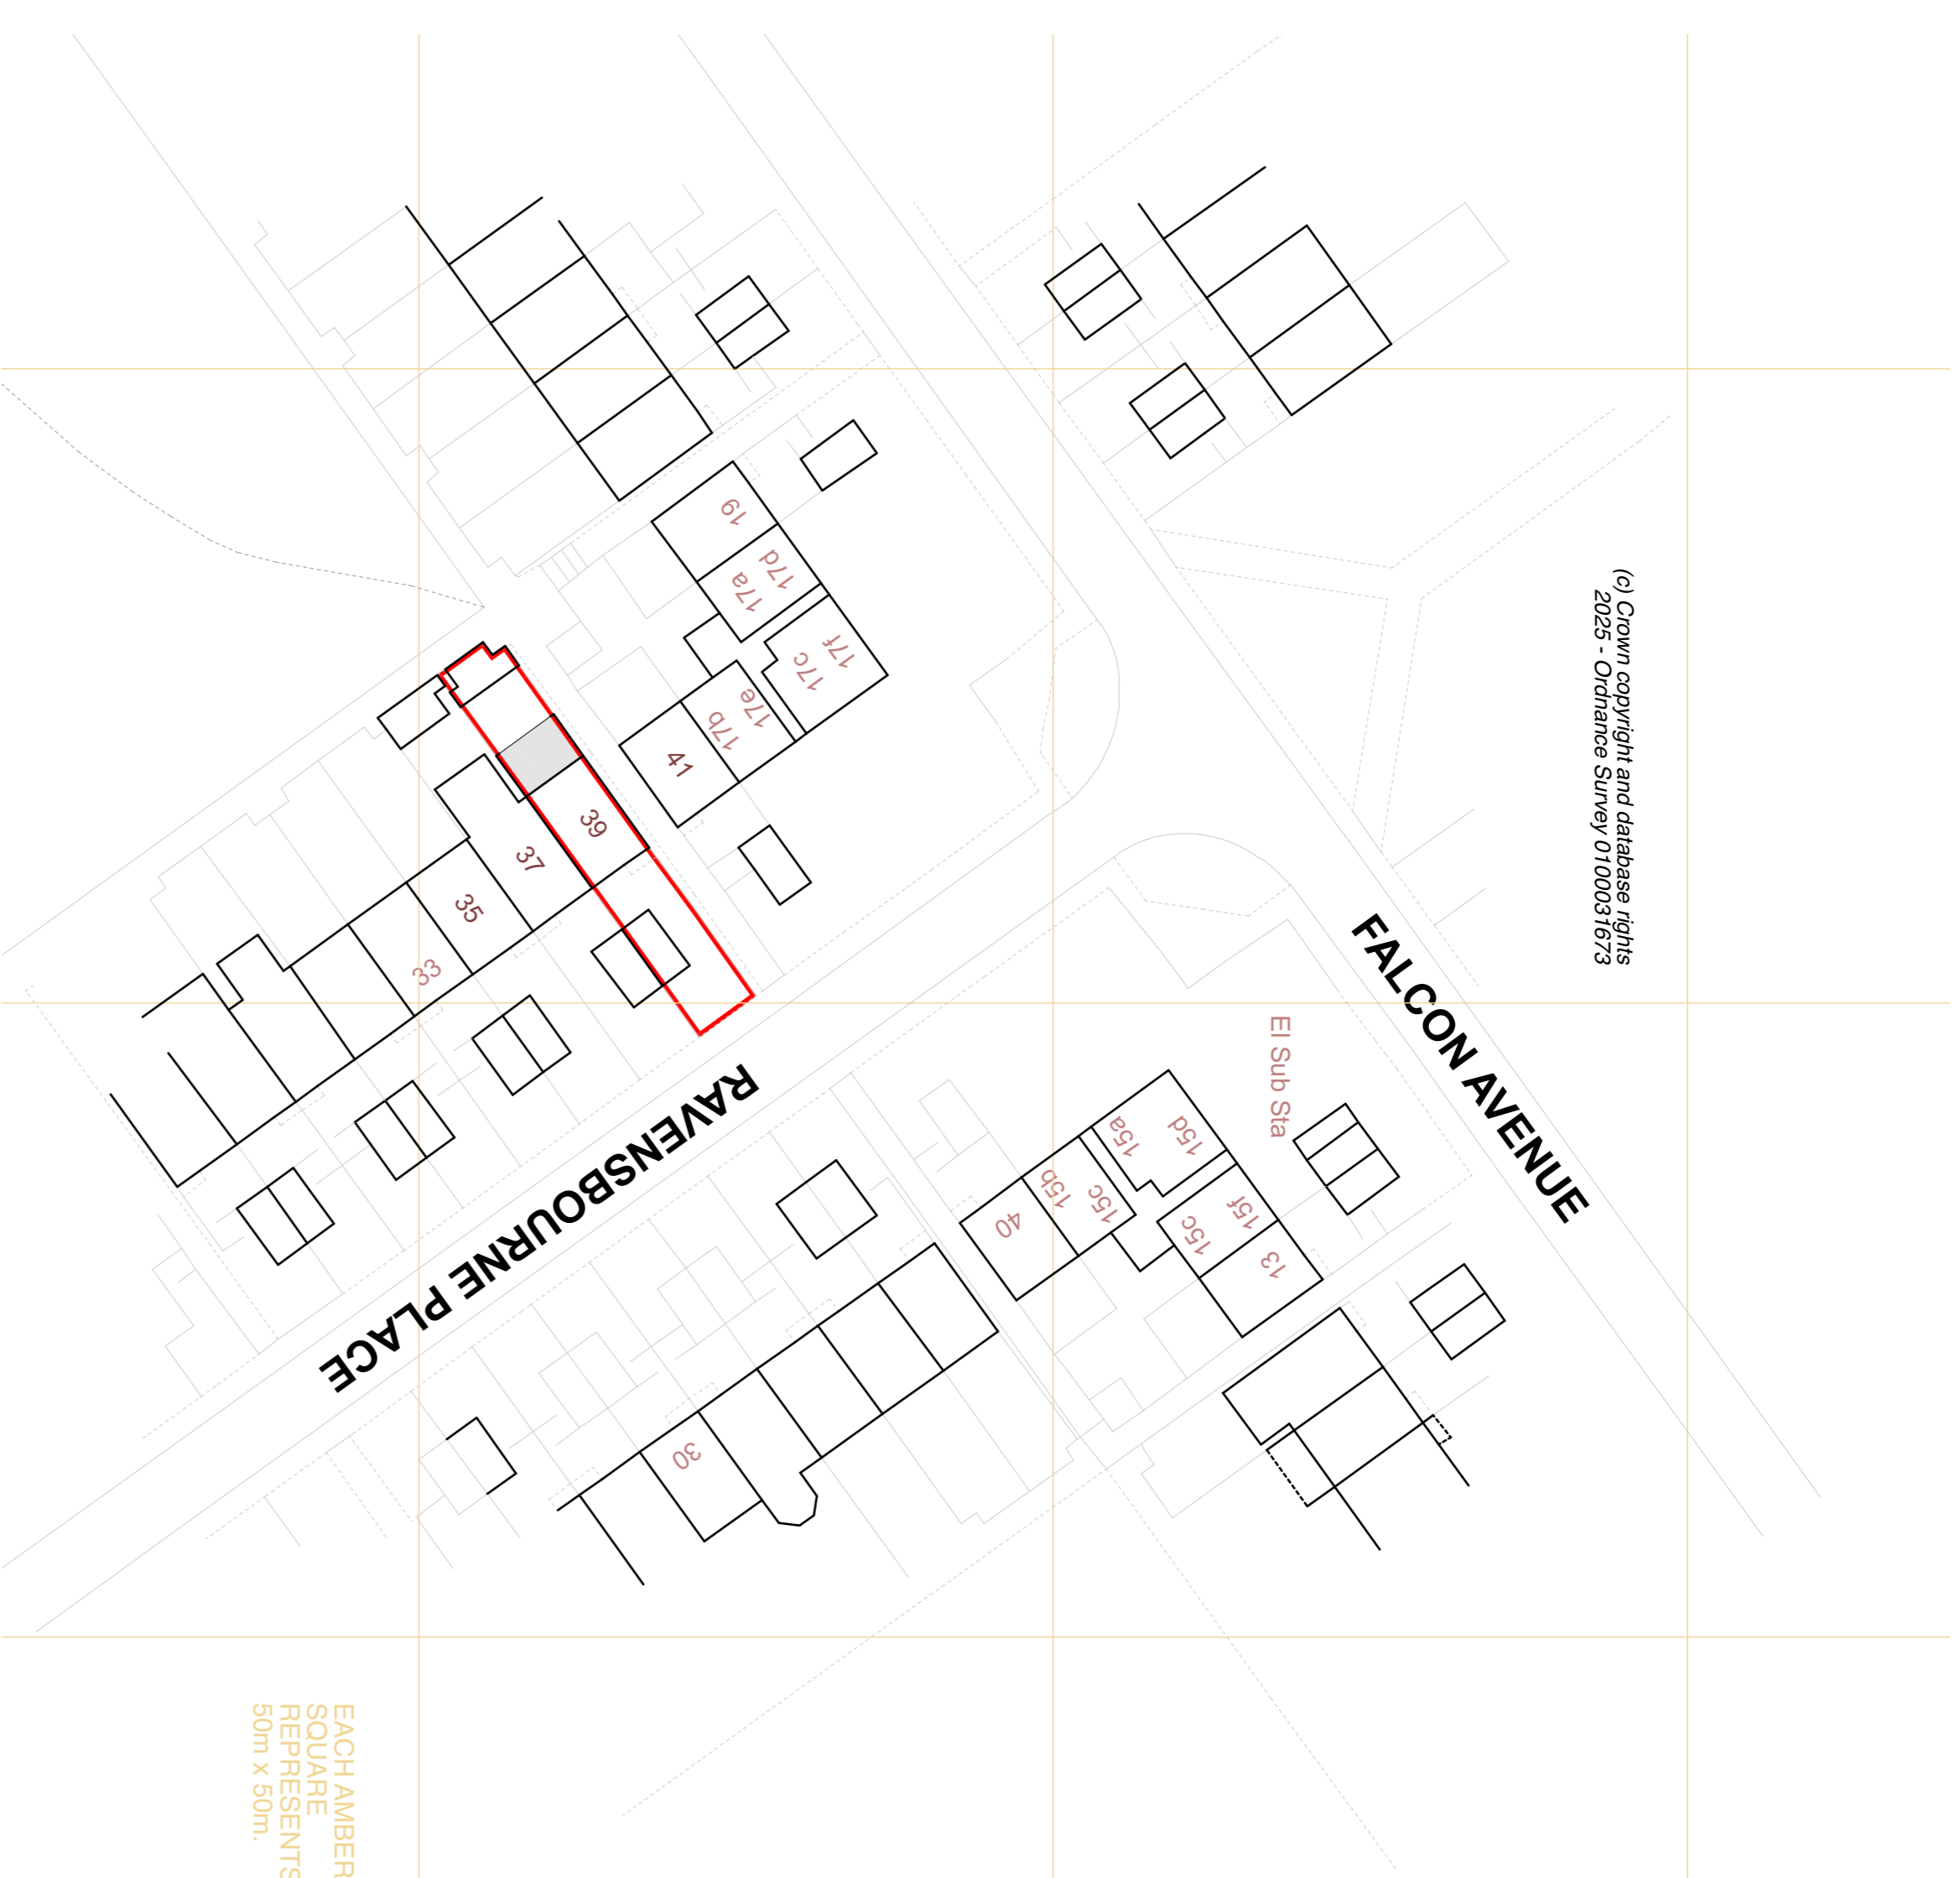 19
17d
17a
17f
17c
17e
17b
41
39
37
35
33
(c) Crown copyright and database rights
2025 - Ordnance Survey 0100031673
FALCON AVENUE
El Sub Sta
RAVENSBOURNE PLACE
15d
15a
15b
15c
40
15f
15c
13
30
EACH AMBER
SQUARE
REPRESENTS
50m x 50m.